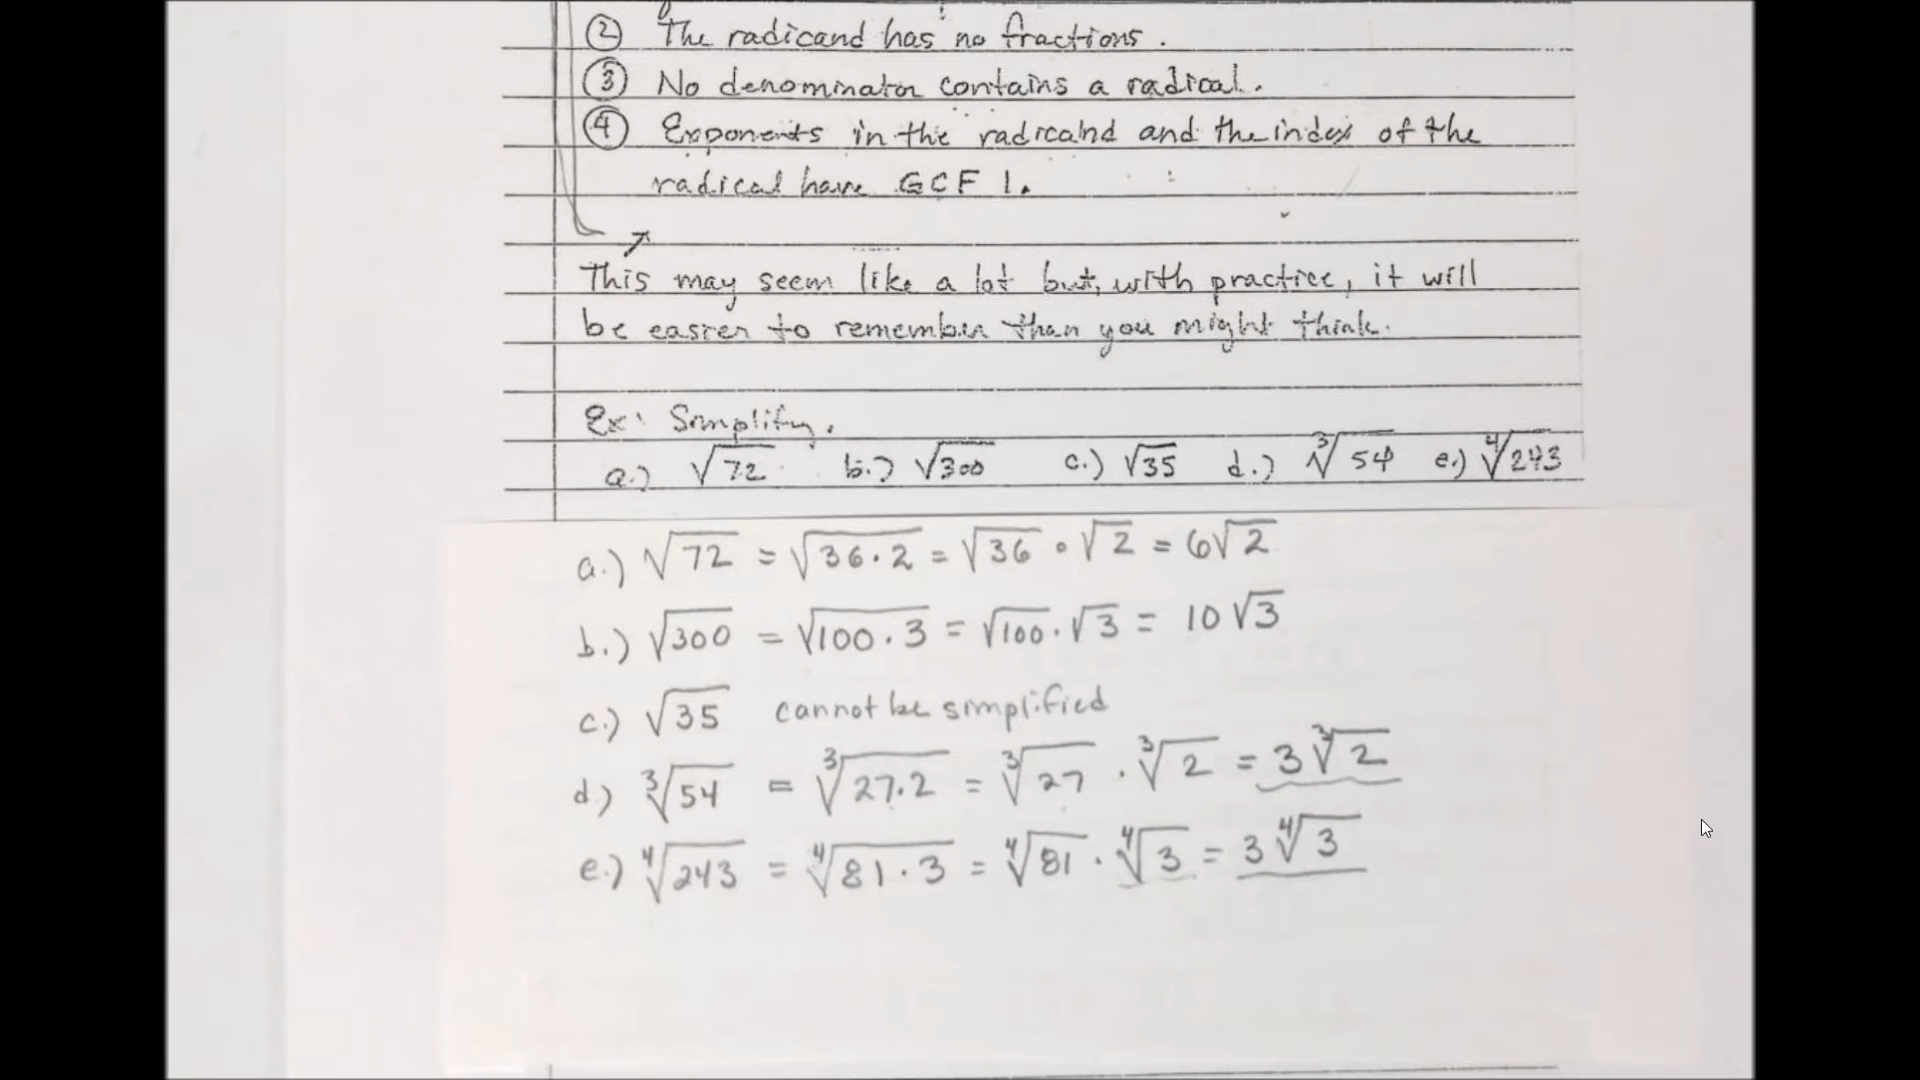 ② The radicand has no fractions.
③ No denominator contains a radical.
④ Exponents in the radicand and the index of the
radical have GCF 1.
This may seem like a lot but, with practice, it will
be easier to remember than you might think.
Ex: Simplify.
a.) √72 b.) √300 c.) √35 d.) ∛54 e.) ∜243
a.) √72 = √36·2 = √36 · √2 = 6√2
b.) √300 = √100·3 = √100 · √3 = 10√3
c.) √35 cannot be simplified
d.) ∛54 = ∛27·2 = ∛27 · ∛2 = 3∛2
e.) ∜243 = ∜81·3 = ∜81 · ∜3 = 3∜3